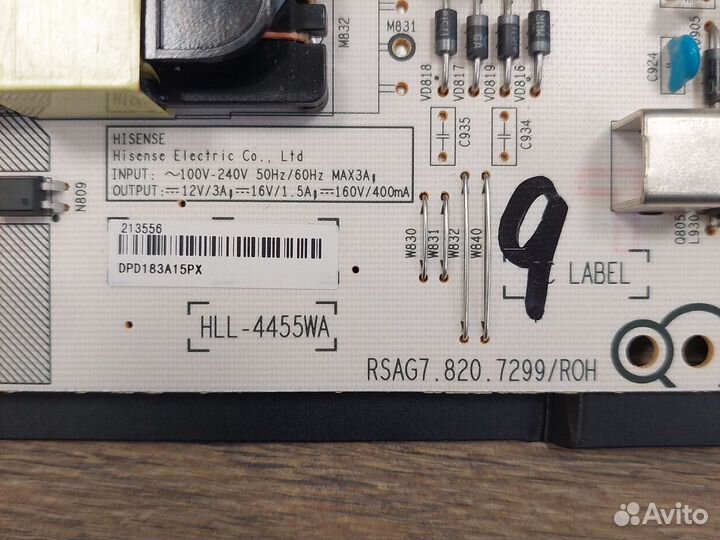 M832
M831
VD818
VD817
VD819
VD816
C935
C934
C924
HISENSE
Hisense Electric Co., Ltd
INPUT: ～100V-240V 50Hz/60Hz MAX3A;
OUTPUT: ⎓12V/3A; ⎓16V/1.5A; ⎓160V/400mA
N809
213556
DPD183A15PX
W830
W831
W832
W840
9
LABEL
Q805
L930
HLL-4455WA
RSAG7.820.7299/ROH
Avito